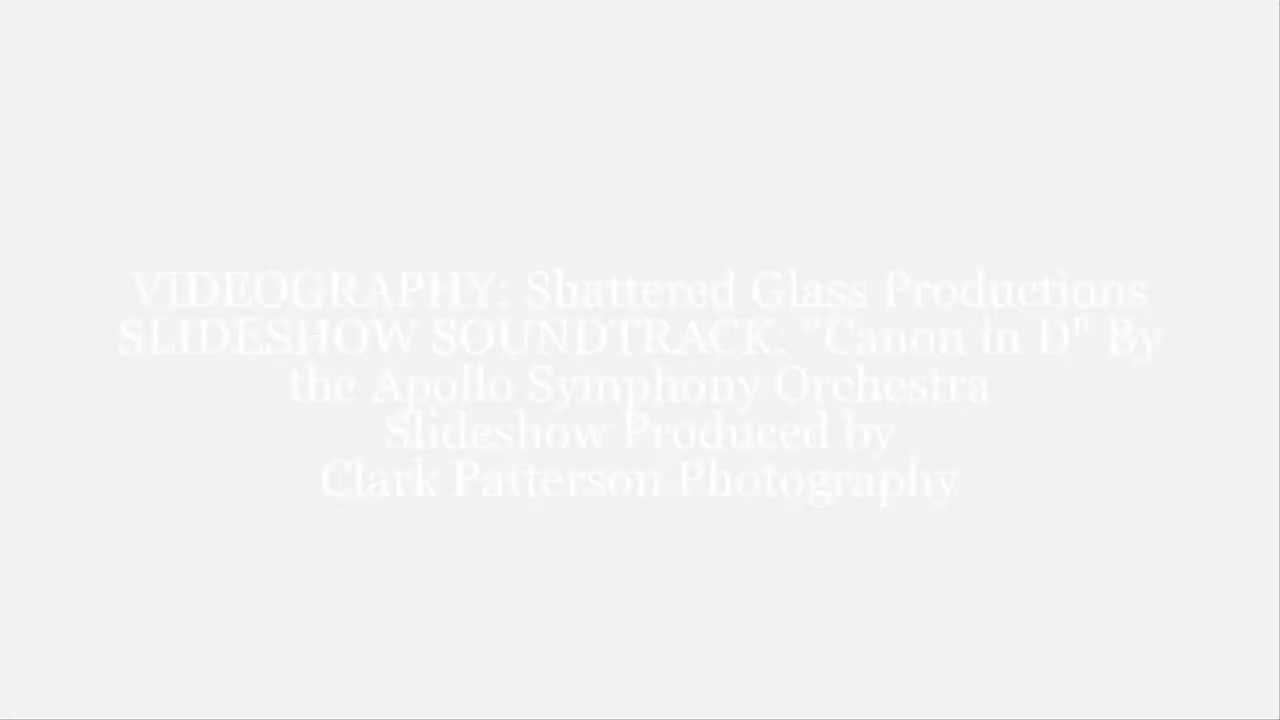 VIDEOGRAPHY: Shattered Glass Productions
SLIDESHOW SOUNDTRACK: "Canon in D" By
the Apollo Symphony Orchestra
Slideshow Produced by
Clark Patterson Photography